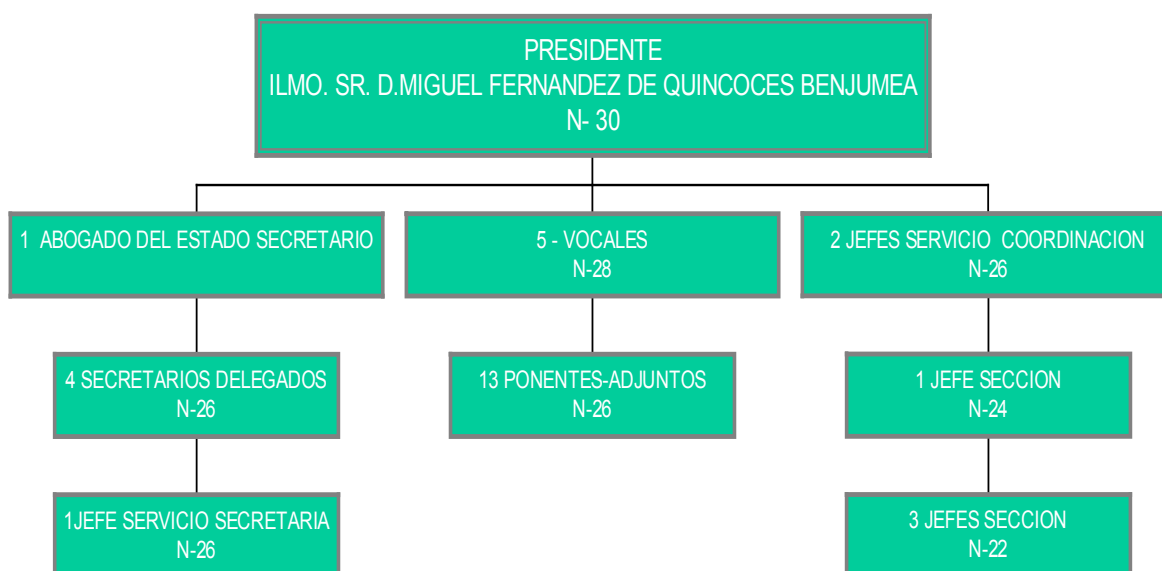 PRESIDENTE
ILMO. SR. D.MIGUEL FERNANDEZ DE QUINCOCES BENJUMEA
N- 30
1 ABOGADO DEL ESTADO SECRETARIO
5 - VOCALES
N-28
2 JEFES SERVICIO COORDINACION
N-26
4 SECRETARIOS DELEGADOS
N-26
13 PONENTES-ADJUNTOS
N-26
1 JEFE SECCION
N-24
1JEFE SERVICIO SECRETARIA
N-26
3 JEFES SECCION
N-22